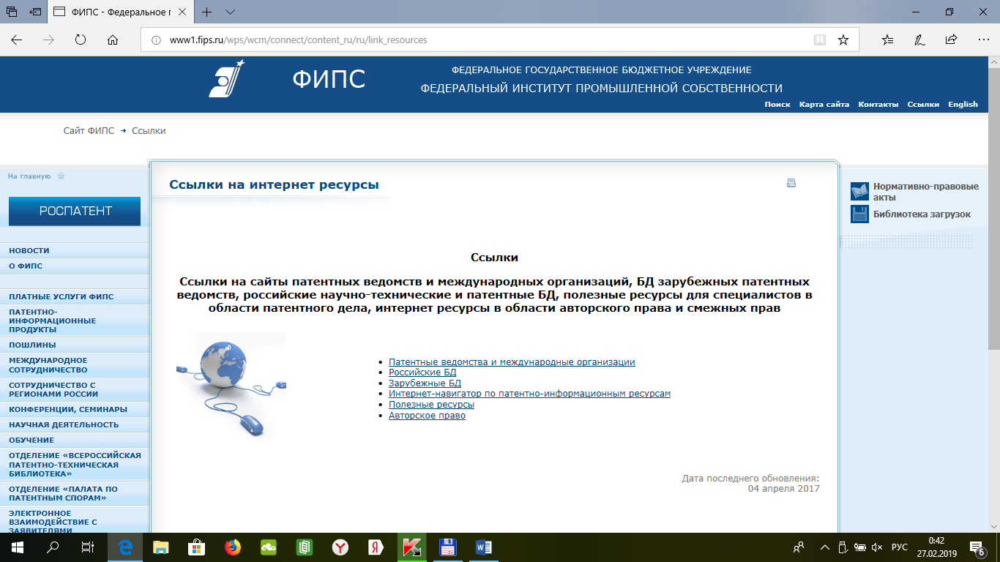 ФИПС - Федеральное г
www1.fips.ru/wps/wcm/connect/content_ru/ru/link_resources
ФИПС
ФЕДЕРАЛЬНОЕ ГОСУДАРСТВЕННОЕ БЮДЖЕТНОЕ УЧРЕЖДЕНИЕ
ФЕДЕРАЛЬНЫЙ ИНСТИТУТ ПРОМЫШЛЕННОЙ СОБСТВЕННОСТИ
Поиск Карта сайта Контакты Ссылки English
Сайт ФИПС → Ссылки
На главную
РОСПАТЕНТ
НОВОСТИ
О ФИПС
ПЛАТНЫЕ УСЛУГИ ФИПС
ПАТЕНТНО-
ИНФОРМАЦИОННЫЕ
ПРОДУКТЫ
ПОШЛИНЫ
МЕЖДУНАРОДНОЕ
СОТРУДНИЧЕСТВО
СОТРУДНИЧЕСТВО С
РЕГИОНАМИ РОССИИ
КОНФЕРЕНЦИИ, СЕМИНАРЫ
НАУЧНАЯ ДЕЯТЕЛЬНОСТЬ
ОБУЧЕНИЕ
ОТДЕЛЕНИЕ «ВСЕРОССИЙСКАЯ
ПАТЕНТНО-ТЕХНИЧЕСКАЯ
БИБЛИОТЕКА»
ОТДЕЛЕНИЕ «ПАЛАТА ПО
ПАТЕНТНЫМ СПОРАМ»
ЭЛЕКТРОННОЕ
ВЗАИМОДЕЙСТВИЕ С
ЗАЯВИТЕЛЯМИ
Ссылки на интернет ресурсы
Ссылки
Ссылки на сайты патентных ведомств и международных организаций, БД зарубежных патентных
ведомств, российские научно-технические и патентные БД, полезные ресурсы для специалистов в
области патентного дела, интернет ресурсы в области авторского права и смежных прав
• Патентные ведомства и международные организации
• Российские БД
• Зарубежные БД
• Интернет-навигатор по патентно-информационным ресурсам
• Полезные ресурсы
• Авторское право
Дата последнего обновления:
04 апреля 2017
Нормативно-правовые
акты
Библиотека загрузок
РУС
0:42
27.02.2019
6